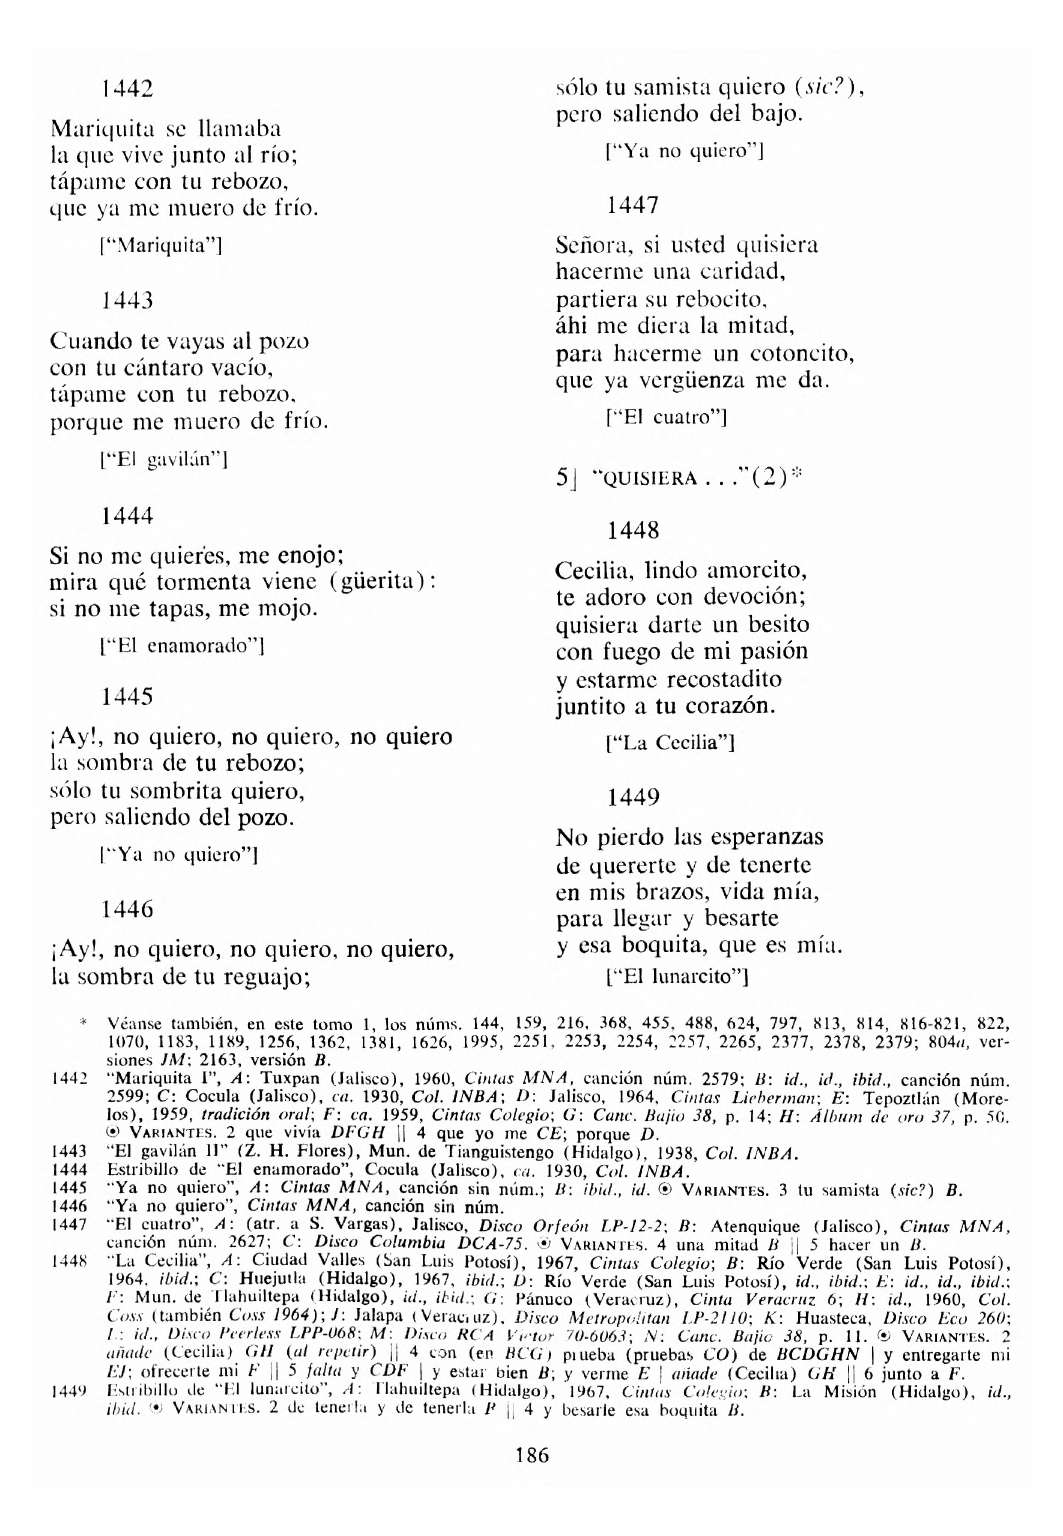 1442
Mariquita se llamaba
la que vive junto al río;
tápame con tu rebozo,
que ya me muero de frío.
[“Mariquita”]
1443
Cuando te vayas al pozo
con tu cántaro vacío,
tápame con tu rebozo,
porque me muero de frío.
[“El gavilán”]
1444
Si no me quieres, me enojo;
mira qué tormenta viene (güerita):
si no me tapas, me mojo.
[“El enamorado”]
1445
¡Ay!, no quiero, no quiero, no quiero
la sombra de tu rebozo;
sólo tu sombrita quiero,
pero saliendo del pozo.
[“Ya no quiero”]
1446
¡Ay!, no quiero, no quiero, no quiero,
la sombra de tu reguajo;
sólo tu samista quiero (sic?),
pero saliendo del bajo.
[“Ya no quiero”]
1447
Señora, si usted quisiera
hacerme una caridad,
partiera su rebocito,
áhi me diera la mitad,
para hacerme un cotoncito,
que ya vergüenza me da.
[“El cuatro”]
5] “QUISIERA . . .”(2)*
1448
Cecilia, lindo amorcito,
te adoro con devoción;
quisiera darte un besito
con fuego de mi pasión
y estarme recostadito
juntito a tu corazón.
[“La Cecilia”]
1449
No pierdo las esperanzas
de quererte y de tenerte
en mis brazos, vida mía,
para llegar y besarte
y esa boquita, que es mía.
[“El lunarcito”]
* Véanse también, en este tomo 1, los núms. 144, 159, 216, 368, 455, 488, 624, 797, 813, 814, 816-821, 822,
1070, 1183, 1189, 1256, 1362, 1381, 1626, 1995, 2251, 2253, 2254, 2257, 2265, 2377, 2378, 2379; 804a, ver-
siones JM; 2163, versión B.
1442 “Mariquita I”, A: Tuxpan (Jalisco), 1960, Cintas MNA, canción núm. 2579; B: id., id., ibid., canción núm.
2599; C: Cocula (Jalisco), ca. 1930, Col. INBA; D: Jalisco, 1964, Cintas Lieberman; E: Tepoztlán (More-
los), 1959, tradición oral; F: ca. 1959, Cintas Colegio; G: Canc. Bajío 38, p. 14; H: Álbum de oro 37, p. 50.
⊙ VARIANTES. 2 que vivía DFGH || 4 que yo me CE; porque D.
1443 “El gavilán II” (Z. H. Flores), Mun. de Tianguistengo (Hidalgo), 1938, Col. INBA.
1444 Estribillo de “El enamorado”, Cocula (Jalisco), ca. 1930, Col. INBA.
1445 “Ya no quiero”, A: Cintas MNA, canción sin núm.; B: ibid., id. ⊙ VARIANTES. 3 tu samista (sic?) B.
1446 “Ya no quiero”, Cintas MNA, canción sin núm.
1447 “El cuatro”, A: (atr. a S. Vargas), Jalisco, Disco Orfeón LP-12-2; B: Atenquique (Jalisco), Cintas MNA,
canción núm. 2627; C: Disco Columbia DCA-75. ⊙ VARIANTES. 4 una mitad B || 5 hacer un B.
1448 “La Cecilia”, A: Ciudad Valles (San Luis Potosí), 1967, Cintas Colegio; B: Río Verde (San Luis Potosí),
1964, ibid.; C: Huejutla (Hidalgo), 1967, ibid.; D: Río Verde (San Luis Potosí), id., ibid.; E: id., id., ibid.;
F: Mun. de Tlahuiltepa (Hidalgo), id., ibid.; G: Pánuco (Veracruz), Cinta Veracruz 6; H: id., 1960, Col.
Coss (también Coss 1964); J: Jalapa (Veracruz), Disco Metropolitan LP-2110; K: Huasteca, Disco Eco 260;
L: id., Disco Peerless LPP-068; M: Disco RCA Victor 70-6063; N: Canc. Bajío 38, p. 11. ⊙ VARIANTES. 2
añade (Cecilia) GH (al repetir) || 4 con (en BCG) prueba (pruebas CO) de BCDGHN | y entregarte mi
EJ; ofrecerte mi F || 5 falta y CDF | y estar bien B; y verme E | añade (Cecilia) GH || 6 junto a F.
1449 Estribillo de “El lunarcito”, A: Tlahuiltepa (Hidalgo), 1967, Cintas Colegio; B: La Misión (Hidalgo), id.,
ibid. ⊙ VARIANTES. 2 de tenerla y de tenerla B || 4 y besarle esa boquita B.
186